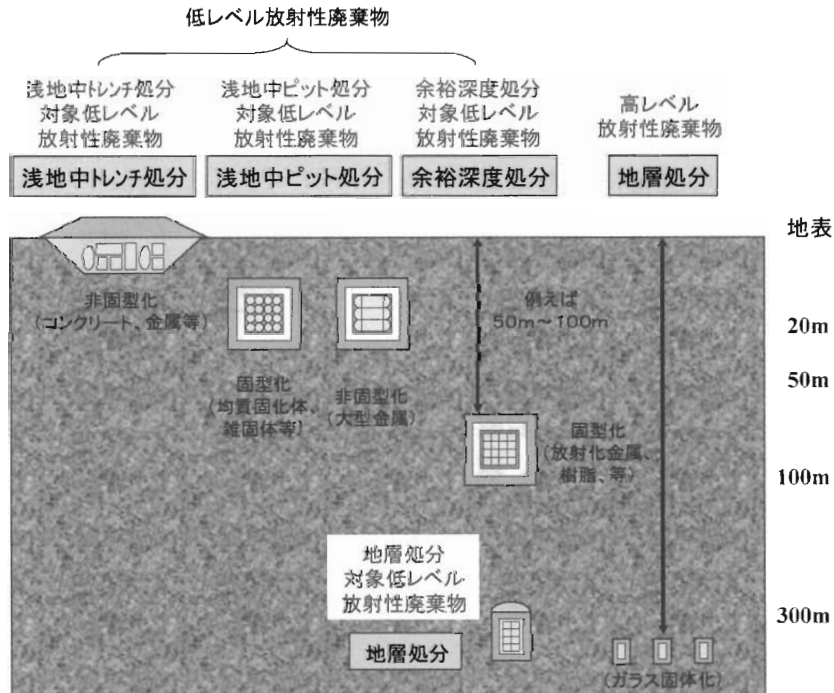 低レベル放射性廃棄物
浅地中トレンチ処分
対象低レベル
放射性廃棄物
浅地中トレンチ処分
浅地中ピット処分
対象低レベル
放射性廃棄物
浅地中ピット処分
余裕深度処分
対象低レベル
放射性廃棄物
余裕深度処分
高レベル
放射性廃棄物
地層処分
地表
非固型化
(コンクリート、金属等)
固型化
(均質固化体、
雑固体等)
非固型化
(大型金属)
例えば
50m~100m
固型化
(放射化金属、
樹脂、等)
20m
50m
100m
300m
地層処分
対象低レベル
放射性廃棄物
地層処分
(ガラス固体化)